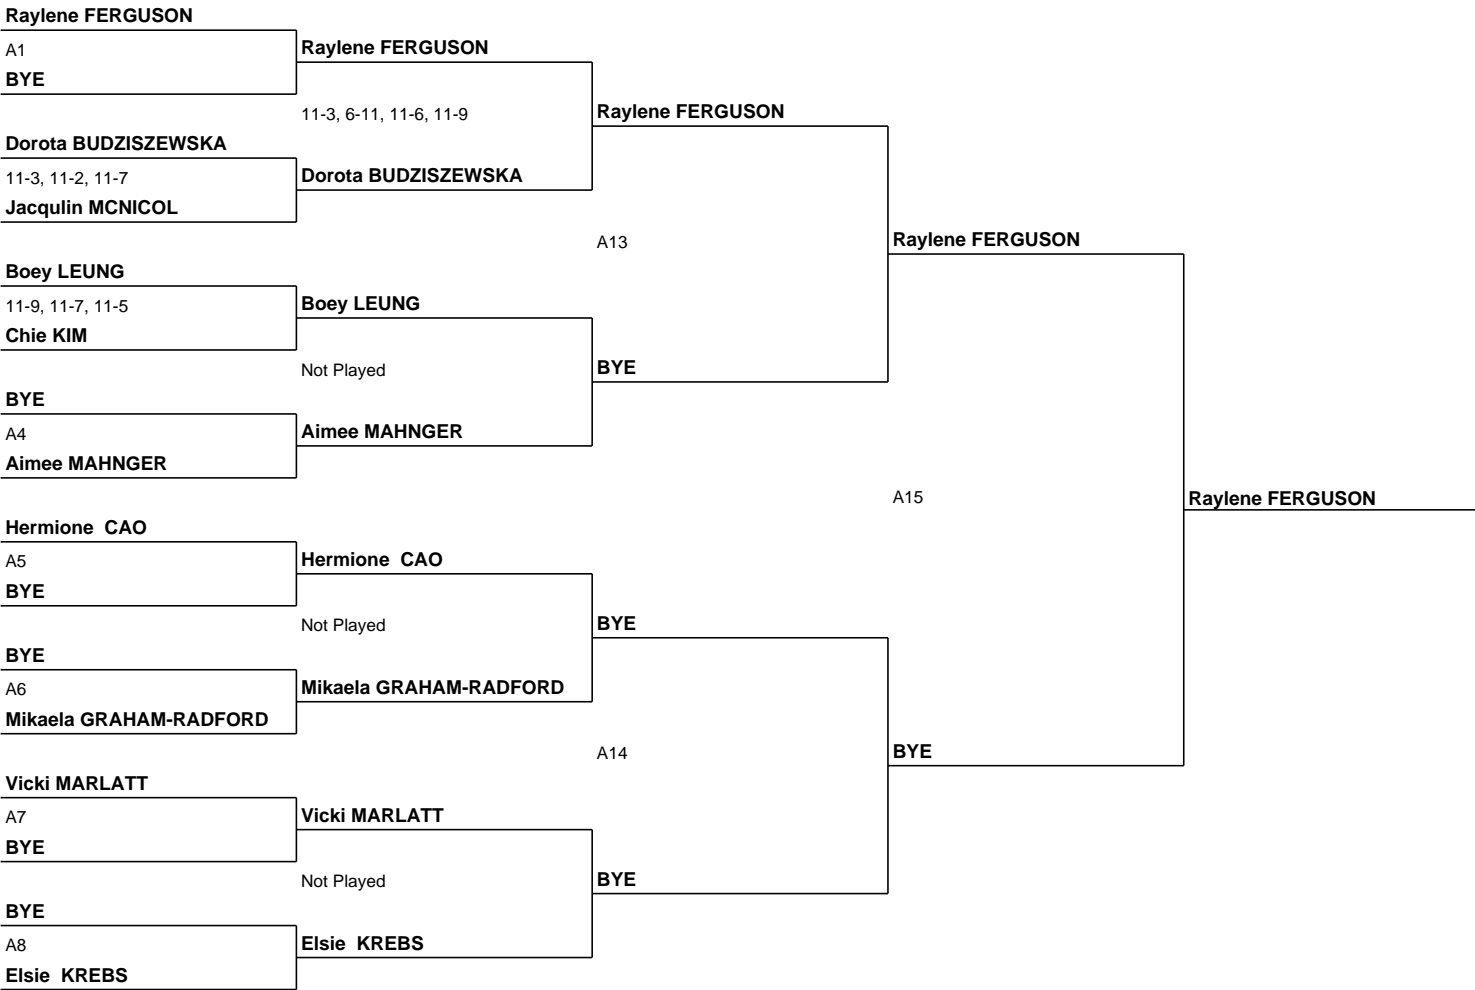 Raylene FERGUSON
A1
BYE
Dorota BUDZISZEWSKA
11-3, 11-2, 11-7
Jacqulin MCNICOL
Boey LEUNG
11-9, 11-7, 11-5
Chie KIM
BYE
A4
Aimee MAHNGER
Hermione  CAO
A5
BYE
BYE
A6
Mikaela GRAHAM-RADFORD
Vicki MARLATT
A7
BYE
BYE
A8
Elsie  KREBS
Raylene FERGUSON
11-3, 6-11, 11-6, 11-9
Dorota BUDZISZEWSKA
Boey LEUNG
Not Played
Aimee MAHNGER
Hermione  CAO
Not Played
Mikaela GRAHAM-RADFORD
Vicki MARLATT
Not Played
Elsie  KREBS
Raylene FERGUSON
A13
BYE
BYE
A14
BYE
Raylene FERGUSON
A15
BYE
Raylene FERGUSON